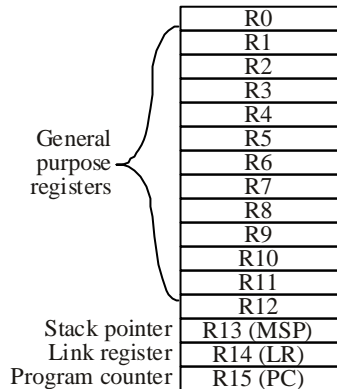 R0
R1
R2
R3
R4
R5
R6
R7
R8
R9
R10
R11
R12
General
purpose
registers
Stack pointer R13 (MSP)
Link register R14 (LR)
Program counter R15 (PC)